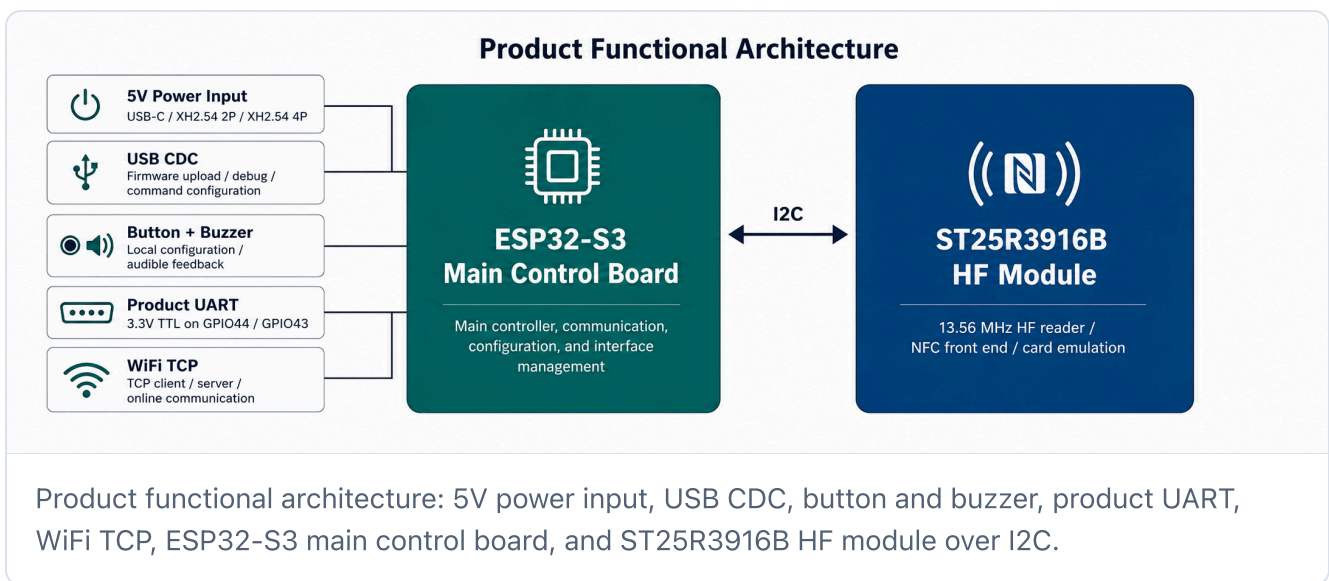 Product Functional Architecture
5V Power Input
USB-C / XH2.54 2P / XH2.54 4P
USB CDC
Firmware upload / debug /
command configuration
Button + Buzzer
Local configuration /
audible feedback
Product UART
3.3V TTL on GPIO44 / GPIO43
WiFi TCP
TCP client / server /
online communication
ESP32-S3
Main Control Board
Main controller, communication,
configuration, and interface
management
I2C
ST25R3916B
HF Module
13.56 MHz HF reader /
NFC front end / card emulation
Product functional architecture: 5V power input, USB CDC, button and buzzer, product UART,
WiFi TCP, ESP32-S3 main control board, and ST25R3916B HF module over I2C.